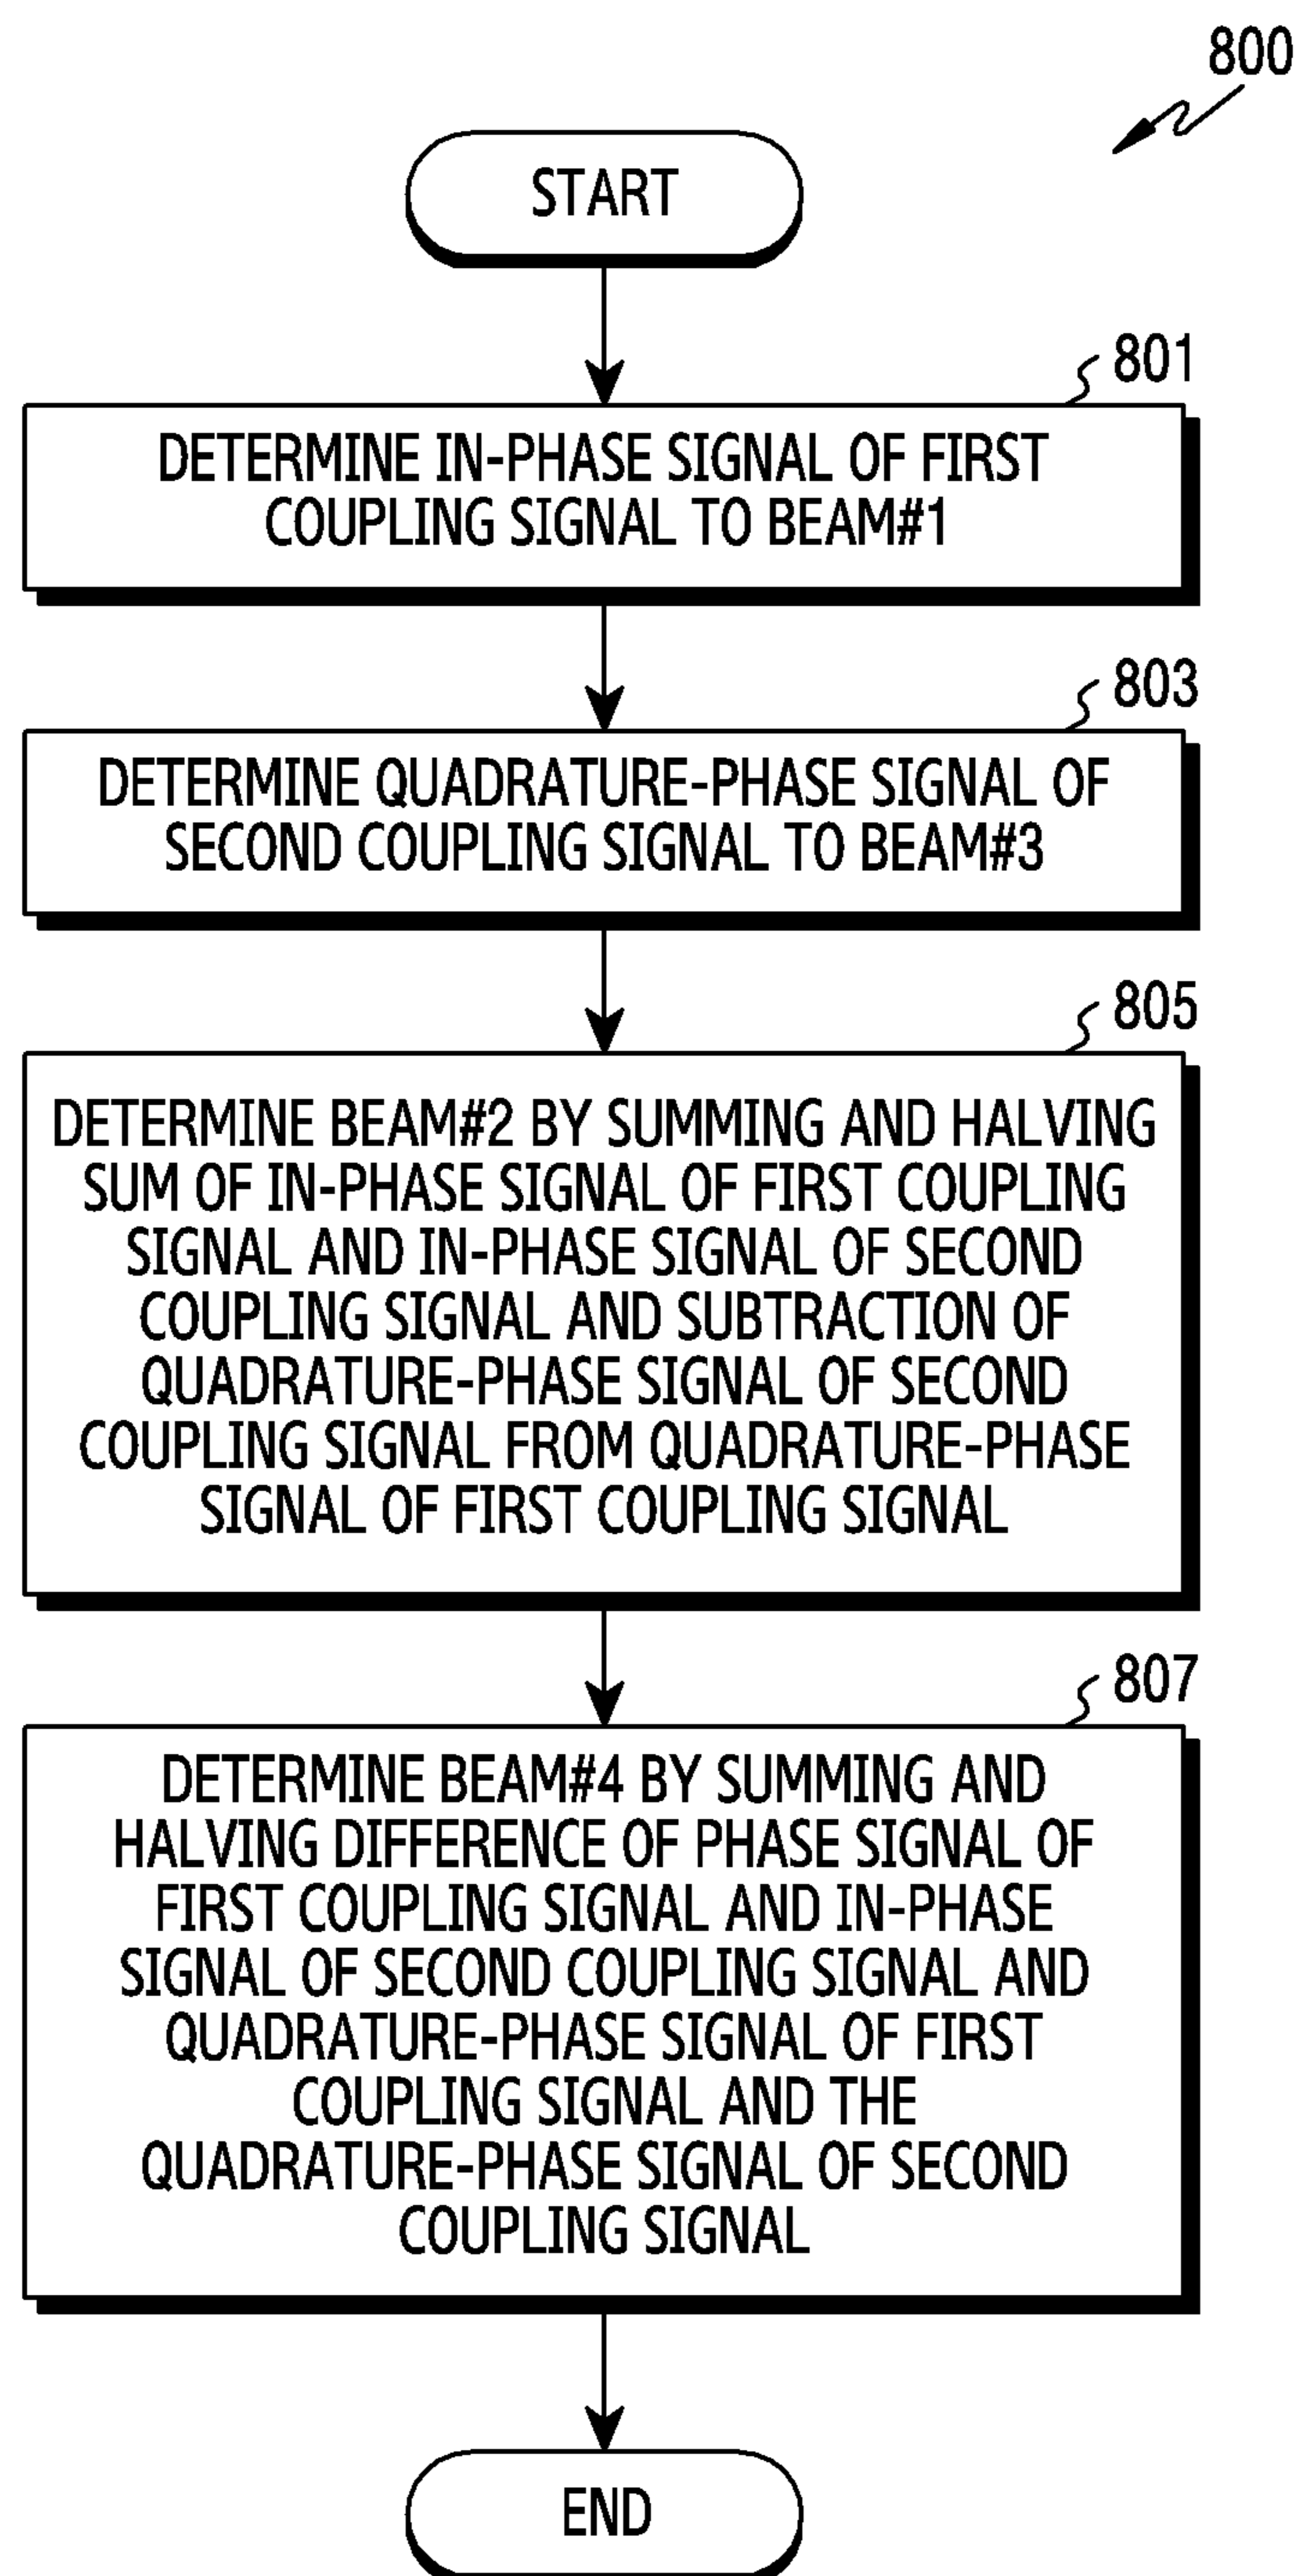 800
START
801
DETERMINE IN-PHASE SIGNAL OF FIRST
COUPLING SIGNAL TO BEAM#1
803
DETERMINE QUADRATURE-PHASE SIGNAL OF
SECOND COUPLING SIGNAL TO BEAM#3
805
DETERMINE BEAM#2 BY SUMMING AND HALVING
SUM OF IN-PHASE SIGNAL OF FIRST COUPLING
SIGNAL AND IN-PHASE SIGNAL OF SECOND
COUPLING SIGNAL AND SUBTRACTION OF
QUADRATURE-PHASE SIGNAL OF SECOND
COUPLING SIGNAL FROM QUADRATURE-PHASE
SIGNAL OF FIRST COUPLING SIGNAL
807
DETERMINE BEAM#4 BY SUMMING AND
HALVING DIFFERENCE OF PHASE SIGNAL OF
FIRST COUPLING SIGNAL AND IN-PHASE
SIGNAL OF SECOND COUPLING SIGNAL AND
QUADRATURE-PHASE SIGNAL OF FIRST
COUPLING SIGNAL AND THE
QUADRATURE-PHASE SIGNAL OF SECOND
COUPLING SIGNAL
END